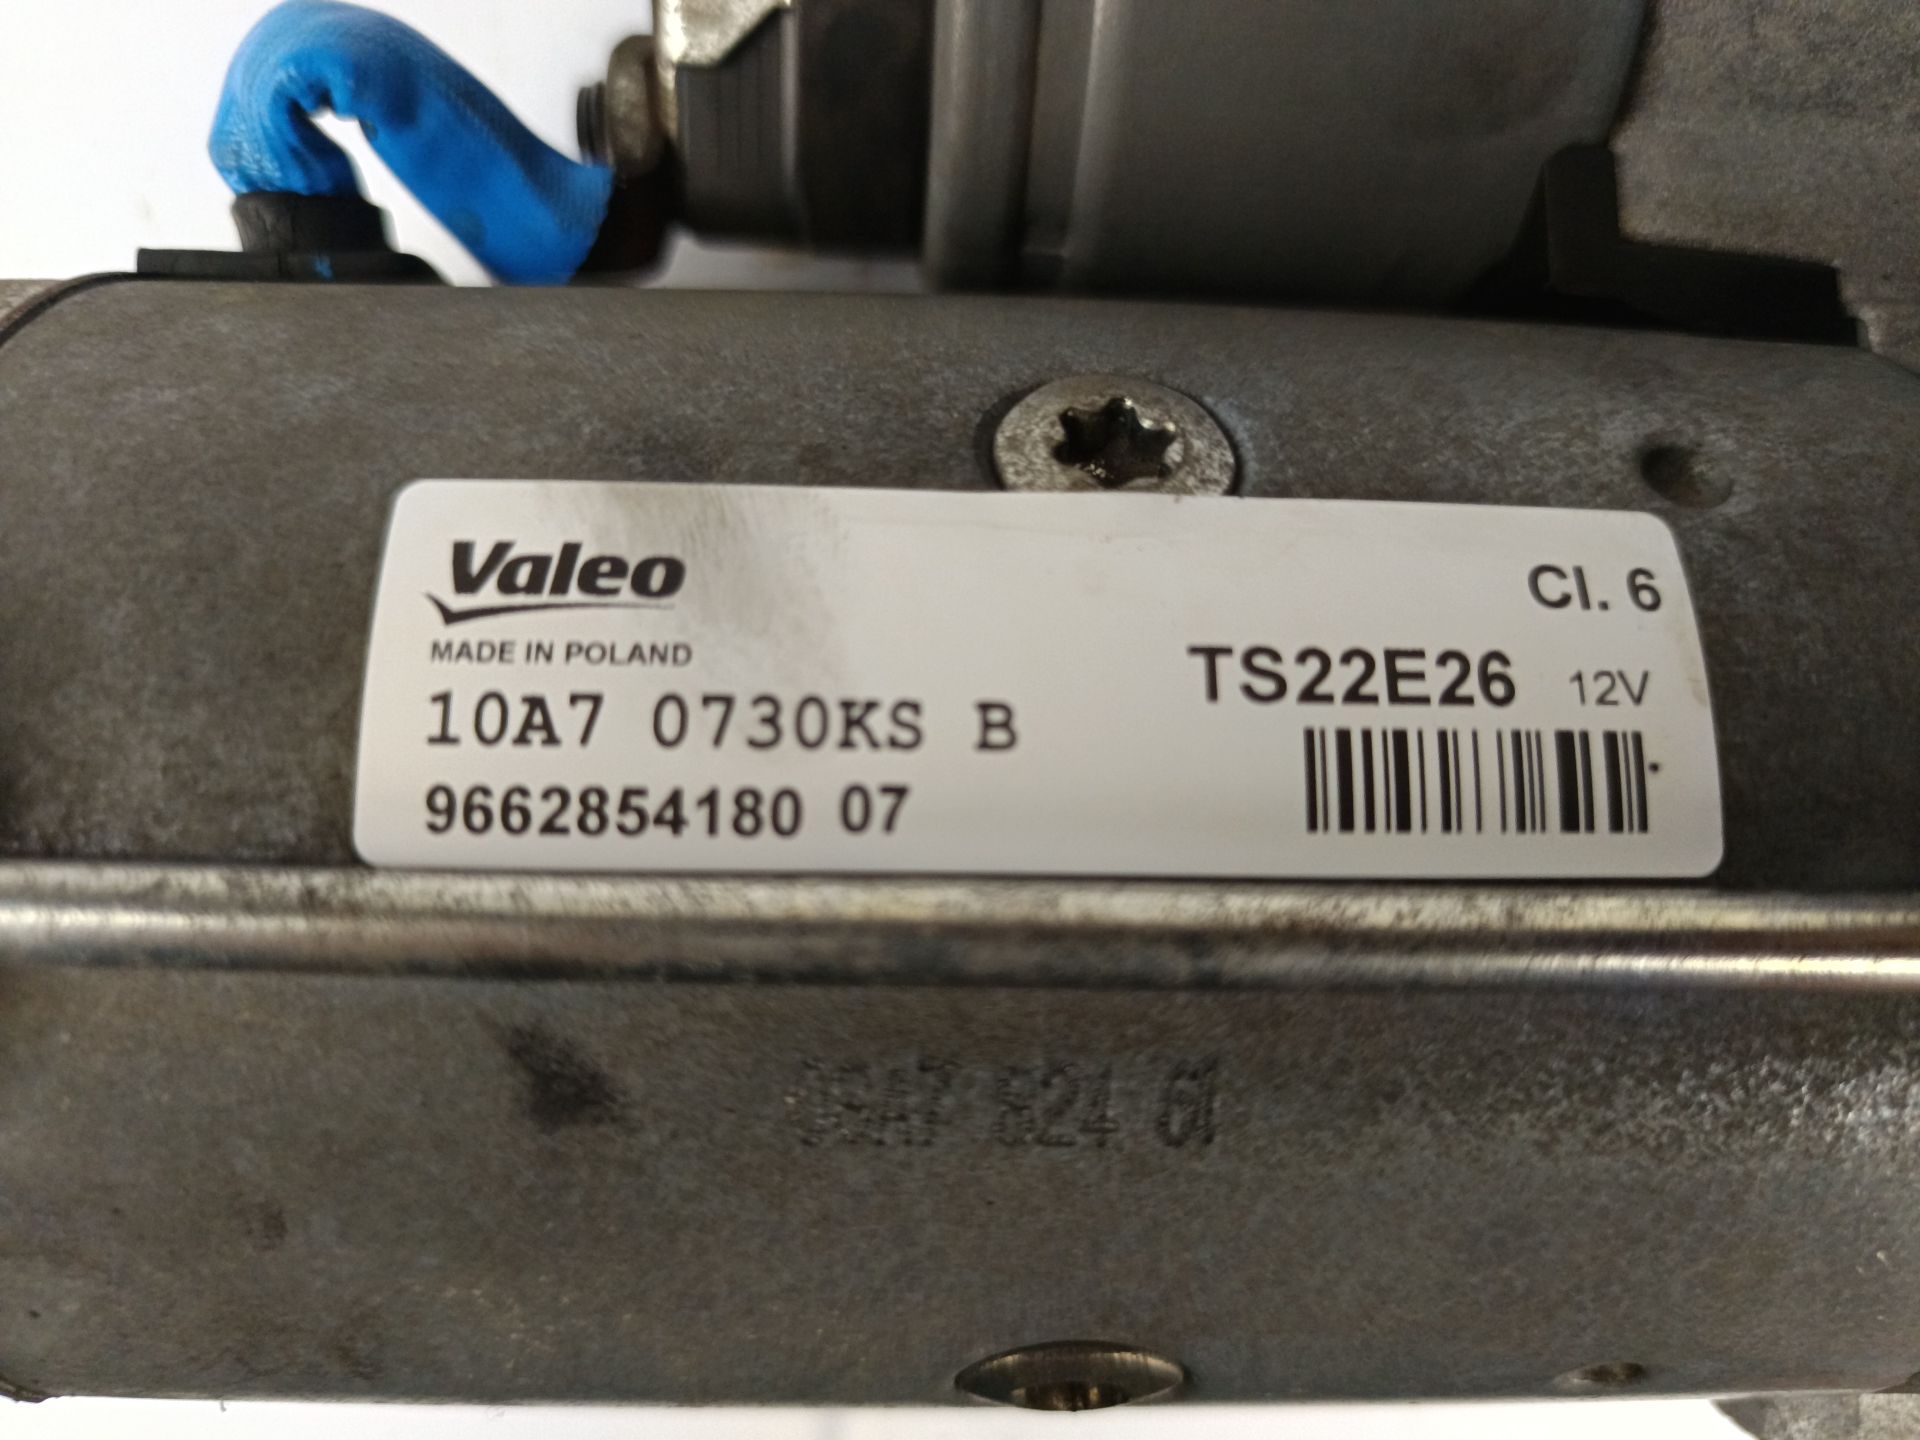 Valeo
MADE IN POLAND
Cl. 6
TS22E26 12V
10A7 0730KS B
9662854180 07